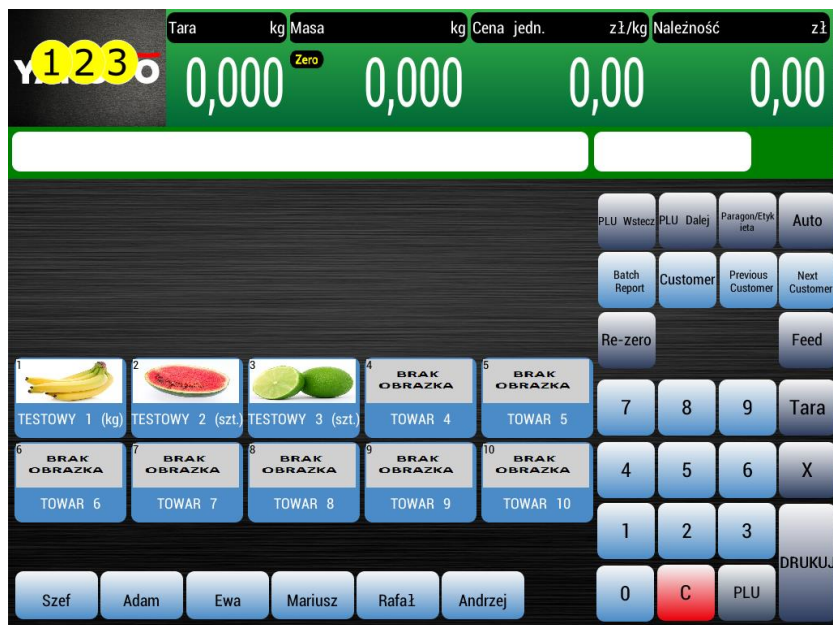 Tara kg Masa kg Cena jedn. zł/kg Należność zł
1 2 3
0,000 Zero 0,000 0,00 0,00
PLU Wstecz PLU Dalej Paragon/Etyk
ieta Auto
Batch
Report Customer Previous
Customer Next
Customer
Re-zero Feed
1 2 3 4 BRAK
OBRAZKA 5 BRAK
OBRAZKA
TESTOWY 1 (kg) TESTOWY 2 (szt.) TESTOWY 3 (szt.) TOWAR 4 TOWAR 5
7 8 9 Tara
6 BRAK
OBRAZKA 7 BRAK
OBRAZKA 8 BRAK
OBRAZKA 9 BRAK
OBRAZKA 10 BRAK
OBRAZKA
TOWAR 6 TOWAR 7 TOWAR 8 TOWAR 9 TOWAR 10
4 5 6 X
1 2 3
DRUKUJ
Szef Adam Ewa Mariusz Rafał Andrzej
0 C PLU